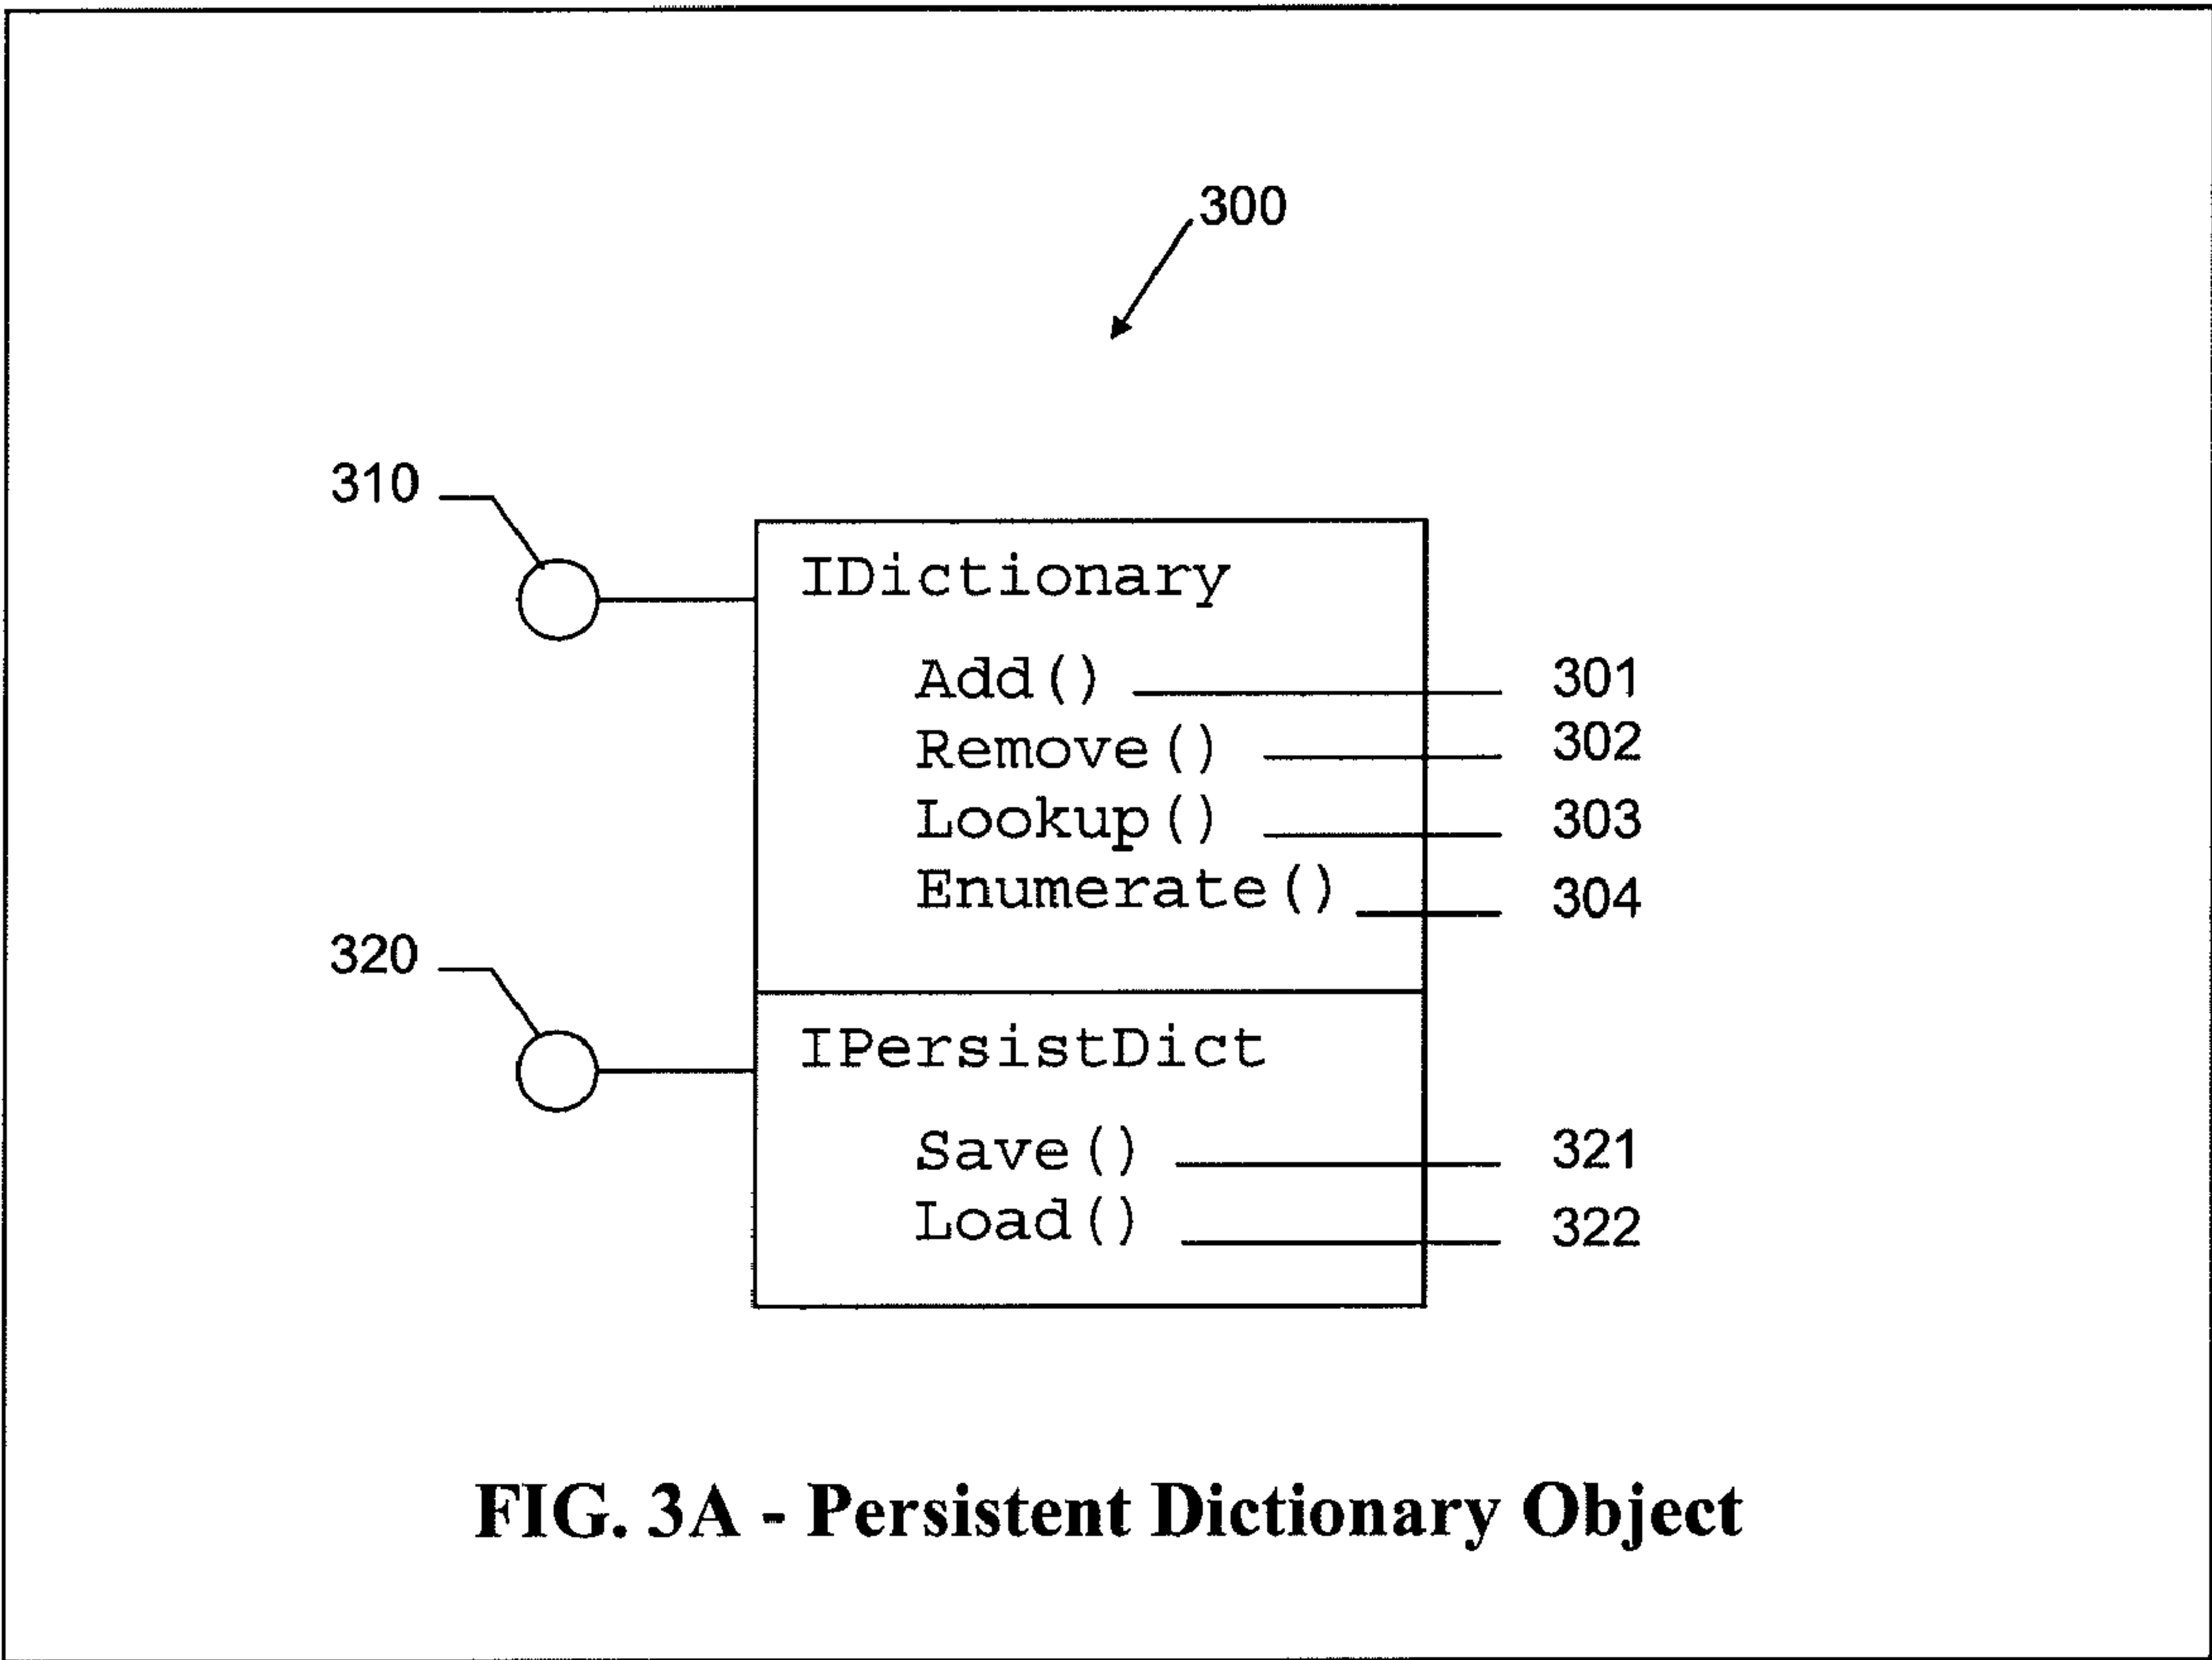 300
310
IDictionary
Add() 301
Remove() 302
Lookup() 303
Enumerate() 304
320
IPersistDict
Save() 321
Load() 322
FIG. 3A - Persistent Dictionary Object